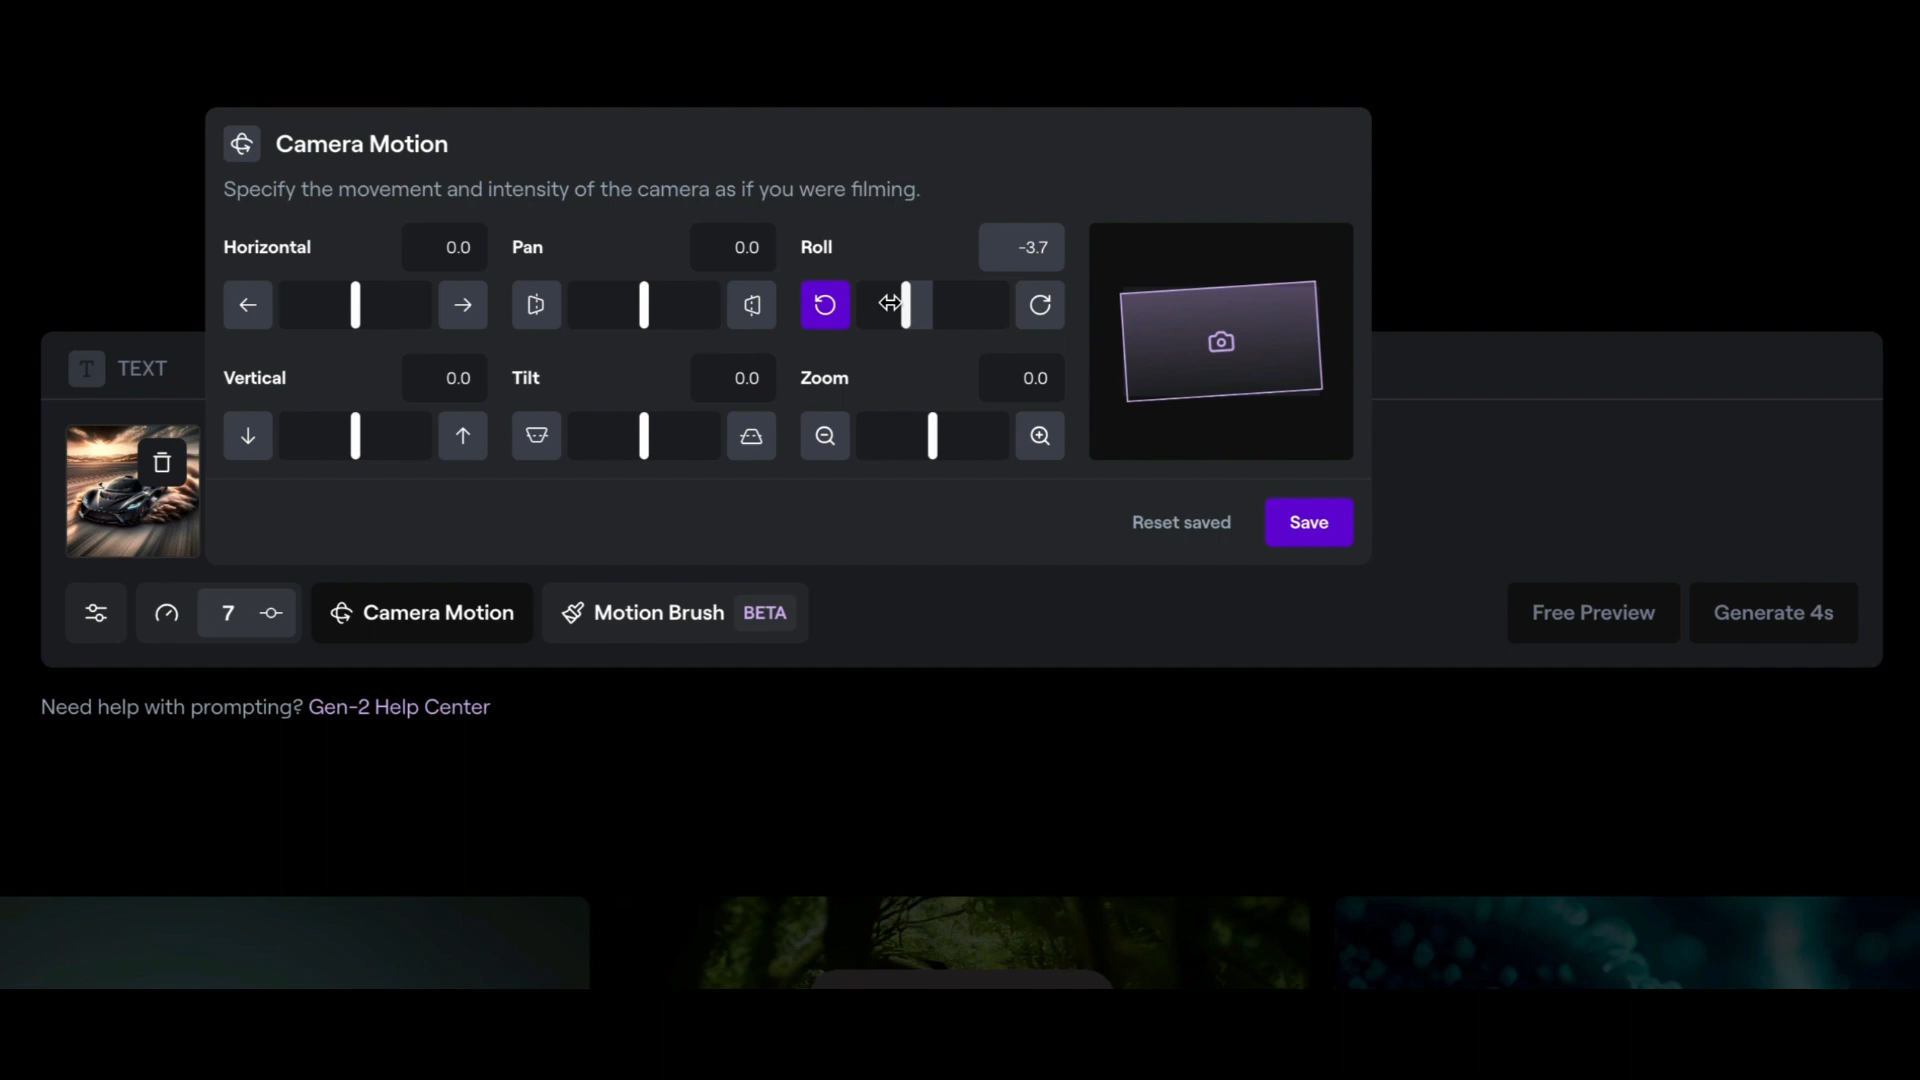 Camera Motion
Specify the movement and intensity of the camera as if you were filming.
Horizontal 0.0 Pan 0.0 Roll -3.7
Vertical 0.0 Tilt 0.0 Zoom 0.0
T TEXT
Reset saved Save
7 Camera Motion Motion Brush BETA Free Preview Generate 4s
Need help with prompting? Gen-2 Help Center